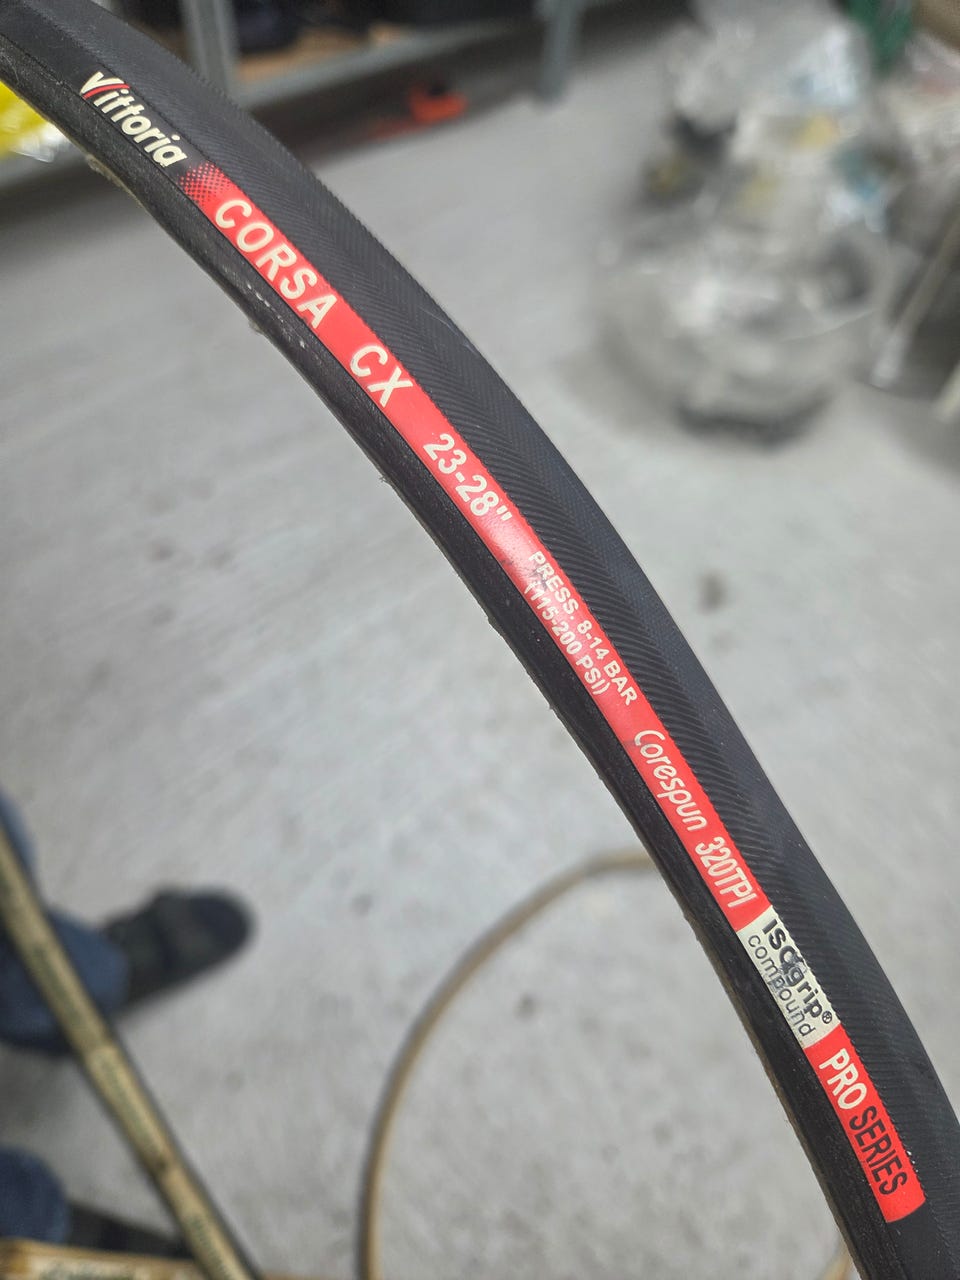 Vittoria
CORSA CX 23-28"
PRESS. 8-14 BAR
(115-200 PSI)
Corespun 320TPI
ISOgrip®
compound
PRO SERIES